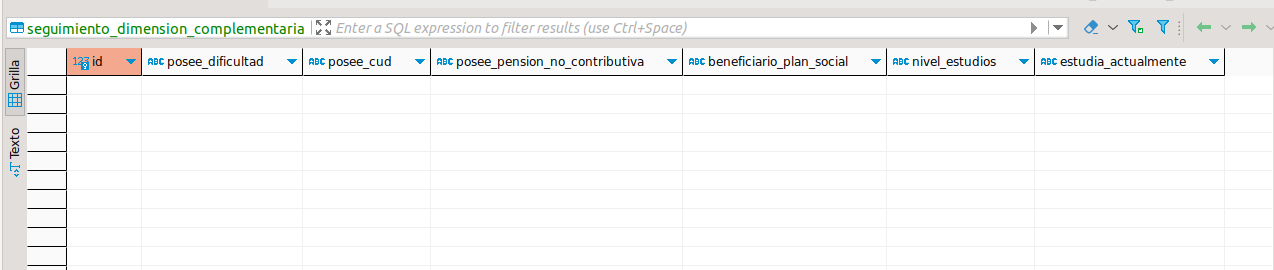 seguimiento_dimension_complementaria Enter a SQL expression to filter results (use Ctrl+Space)
Grilla
Texto
123 id ABC posee_dificultad ABC posee_cud ABC posee_pension_no_contributiva ABC beneficiario_plan_social ABC nivel_estudios ABC estudia_actualmente